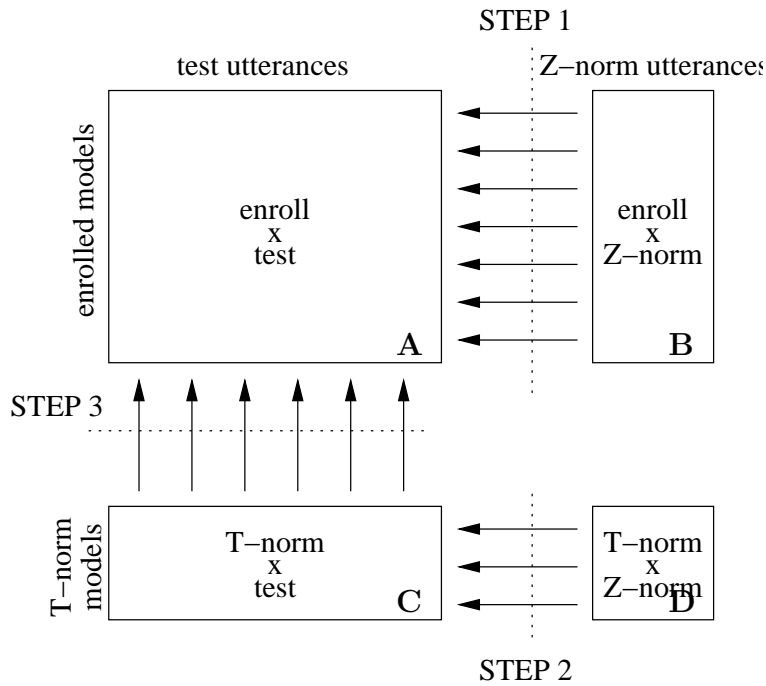 STEP 1
test utterances
Z−norm utterances
enrolled models
enroll
x
test
A
enroll
x
Z−norm
B
STEP 3
T−norm
models
T−norm
x
test
C
T−norm
x
Z−norm
D
STEP 2